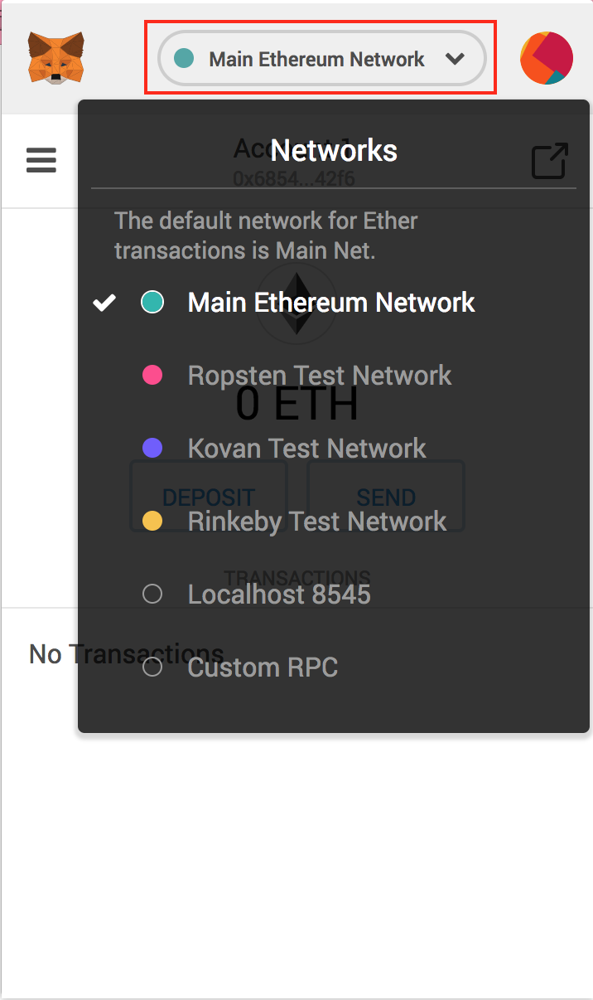 Main Ethereum Network
Account 1
Networks
0x6854...42f6
The default network for Ether
transactions is Main Net.
Main Ethereum Network
Ropsten Test Network
0 ETH
Kovan Test Network
DEPOSIT
SEND
Rinkeby Test Network
TRANSACTIONS
Localhost 8545
No Transactions
Custom RPC